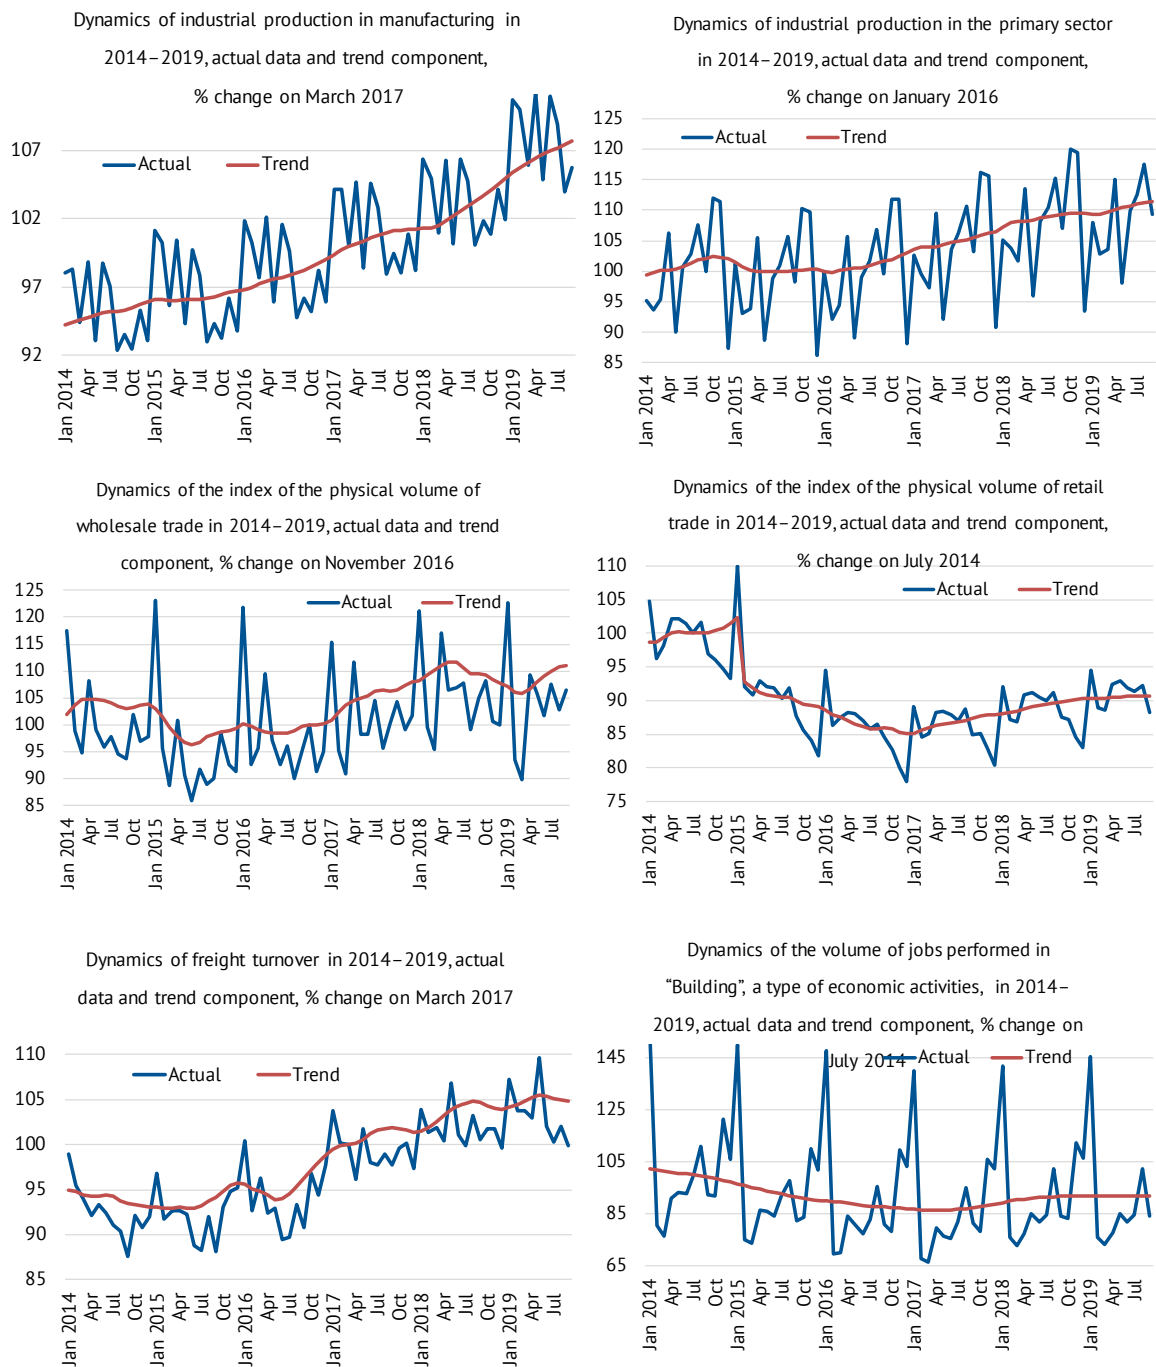 Dynamics of industrial production in manufacturing in
2014–2019, actual data and trend component,
% change on March 2017
107
102
97
92
Actual
Trend
Jan 2014
Apr
Jul
Oct
Jan 2015
Apr
Jul
Oct
Jan 2016
Apr
Jul
Oct
Jan 2017
Apr
Jul
Oct
Jan 2018
Apr
Jul
Oct
Jan 2019
Apr
Jul
Dynamics of industrial production in the primary sector
in 2014–2019, actual data and trend component,
% change on January 2016
125
120
115
110
105
100
95
90
85
Actual
Trend
Jan 2014
Apr
Jul
Oct
Jan 2015
Apr
Jul
Oct
Jan 2016
Apr
Jul
Oct
Jan 2017
Apr
Jul
Oct
Jan 2018
Apr
Jul
Oct
Jan 2019
Apr
Jul
Dynamics of the index of the physical volume of
wholesale trade in 2014–2019, actual data and trend
component, % change on November 2016
125
120
115
110
105
100
95
90
85
Actual
Trend
Jan 2014
Apr
Jul
Oct
Jan 2015
Apr
Jul
Oct
Jan 2016
Apr
Jul
Oct
Jan 2017
Apr
Jul
Oct
Jan 2018
Apr
Jul
Oct
Jan 2019
Apr
Jul
Dynamics of the index of the physical volume of retail
trade in 2014–2019, actual data and trend component,
% change on July 2014
110
105
100
95
90
85
80
75
Actual
Trend
Jan 2014
Apr
Jul
Oct
Jan 2015
Apr
Jul
Oct
Jan 2016
Apr
Jul
Oct
Jan 2017
Apr
Jul
Oct
Jan 2018
Apr
Jul
Oct
Jan 2019
Apr
Jul
Dynamics of freight turnover in 2014–2019, actual
data and trend component, % change on March 2017
110
105
100
95
90
85
Actual
Trend
Jan 2014
Apr
Jul
Oct
Jan 2015
Apr
Jul
Oct
Jan 2016
Apr
Jul
Oct
Jan 2017
Apr
Jul
Oct
Jan 2018
Apr
Jul
Oct
Jan 2019
Apr
Jul
Dynamics of the volume of jobs performed in
“Building”, a type of economic activities, in 2014–
2019, actual data and trend component, % change on
July 2014
145
125
105
85
65
Actual
Trend
Jan 2014
Apr
Jul
Oct
Jan 2015
Apr
Jul
Oct
Jan 2016
Apr
Jul
Oct
Jan 2017
Apr
Jul
Oct
Jan 2018
Apr
Jul
Oct
Jan 2019
Apr
Jul